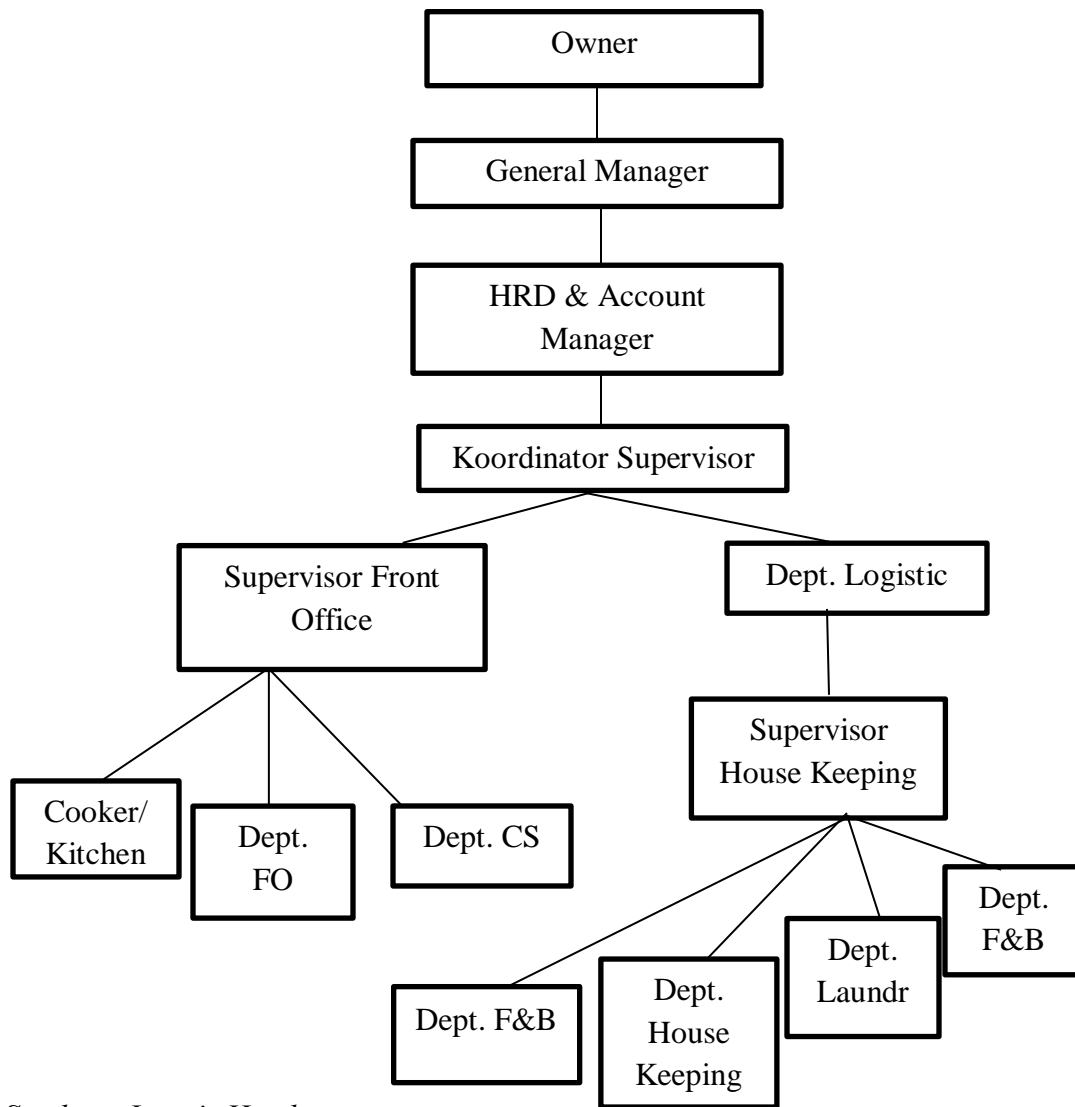 Owner
General Manager
HRD & Account
Manager
Koordinator Supervisor
Supervisor Front
Office
Dept. Logistic
Supervisor
House Keeping
Cooker/
Kitchen
Dept.
FO
Dept. CS
Dept. F&B
Dept.
House
Keeping
Dept.
Laundr
Dept.
F&B